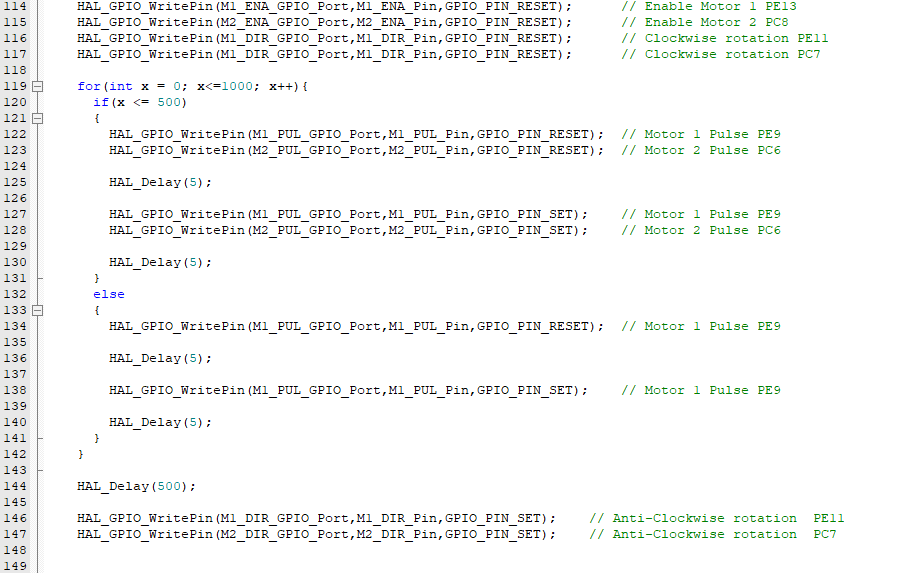 114 HAL_GPIO_WritePin(M1_ENA_GPIO_Port,M1_ENA_Pin,GPIO_PIN_RESET); // Enable Motor 1 PE13
115 HAL_GPIO_WritePin(M2_ENA_GPIO_Port,M2_ENA_Pin,GPIO_PIN_RESET); // Enable Motor 2 PC8
116 HAL_GPIO_WritePin(M1_DIR_GPIO_Port,M1_DIR_Pin,GPIO_PIN_RESET); // Clockwise rotation PE11
117 HAL_GPIO_WritePin(M1_DIR_GPIO_Port,M1_DIR_Pin,GPIO_PIN_RESET); // Clockwise rotation PC7
118
119 for(int x = 0; x<=1000; x++){
120 if(x <= 500)
121 {
122 HAL_GPIO_WritePin(M1_PUL_GPIO_Port,M1_PUL_Pin,GPIO_PIN_RESET); // Motor 1 Pulse PE9
123 HAL_GPIO_WritePin(M2_PUL_GPIO_Port,M2_PUL_Pin,GPIO_PIN_RESET); // Motor 2 Pulse PC6
124
125 HAL_Delay(5);
126
127 HAL_GPIO_WritePin(M1_PUL_GPIO_Port,M1_PUL_Pin,GPIO_PIN_SET); // Motor 1 Pulse PE9
128 HAL_GPIO_WritePin(M2_PUL_GPIO_Port,M2_PUL_Pin,GPIO_PIN_SET); // Motor 2 Pulse PC6
129
130 HAL_Delay(5);
131 }
132 else
133 {
134 HAL_GPIO_WritePin(M1_PUL_GPIO_Port,M1_PUL_Pin,GPIO_PIN_RESET); // Motor 1 Pulse PE9
135
136 HAL_Delay(5);
137
138 HAL_GPIO_WritePin(M1_PUL_GPIO_Port,M1_PUL_Pin,GPIO_PIN_SET); // Motor 1 Pulse PE9
139
140 HAL_Delay(5);
141 }
142 }
143
144 HAL_Delay(500);
145
146 HAL_GPIO_WritePin(M1_DIR_GPIO_Port,M1_DIR_Pin,GPIO_PIN_SET); // Anti-Clockwise rotation PE11
147 HAL_GPIO_WritePin(M2_DIR_GPIO_Port,M2_DIR_Pin,GPIO_PIN_SET); // Anti-Clockwise rotation PC7
148
149